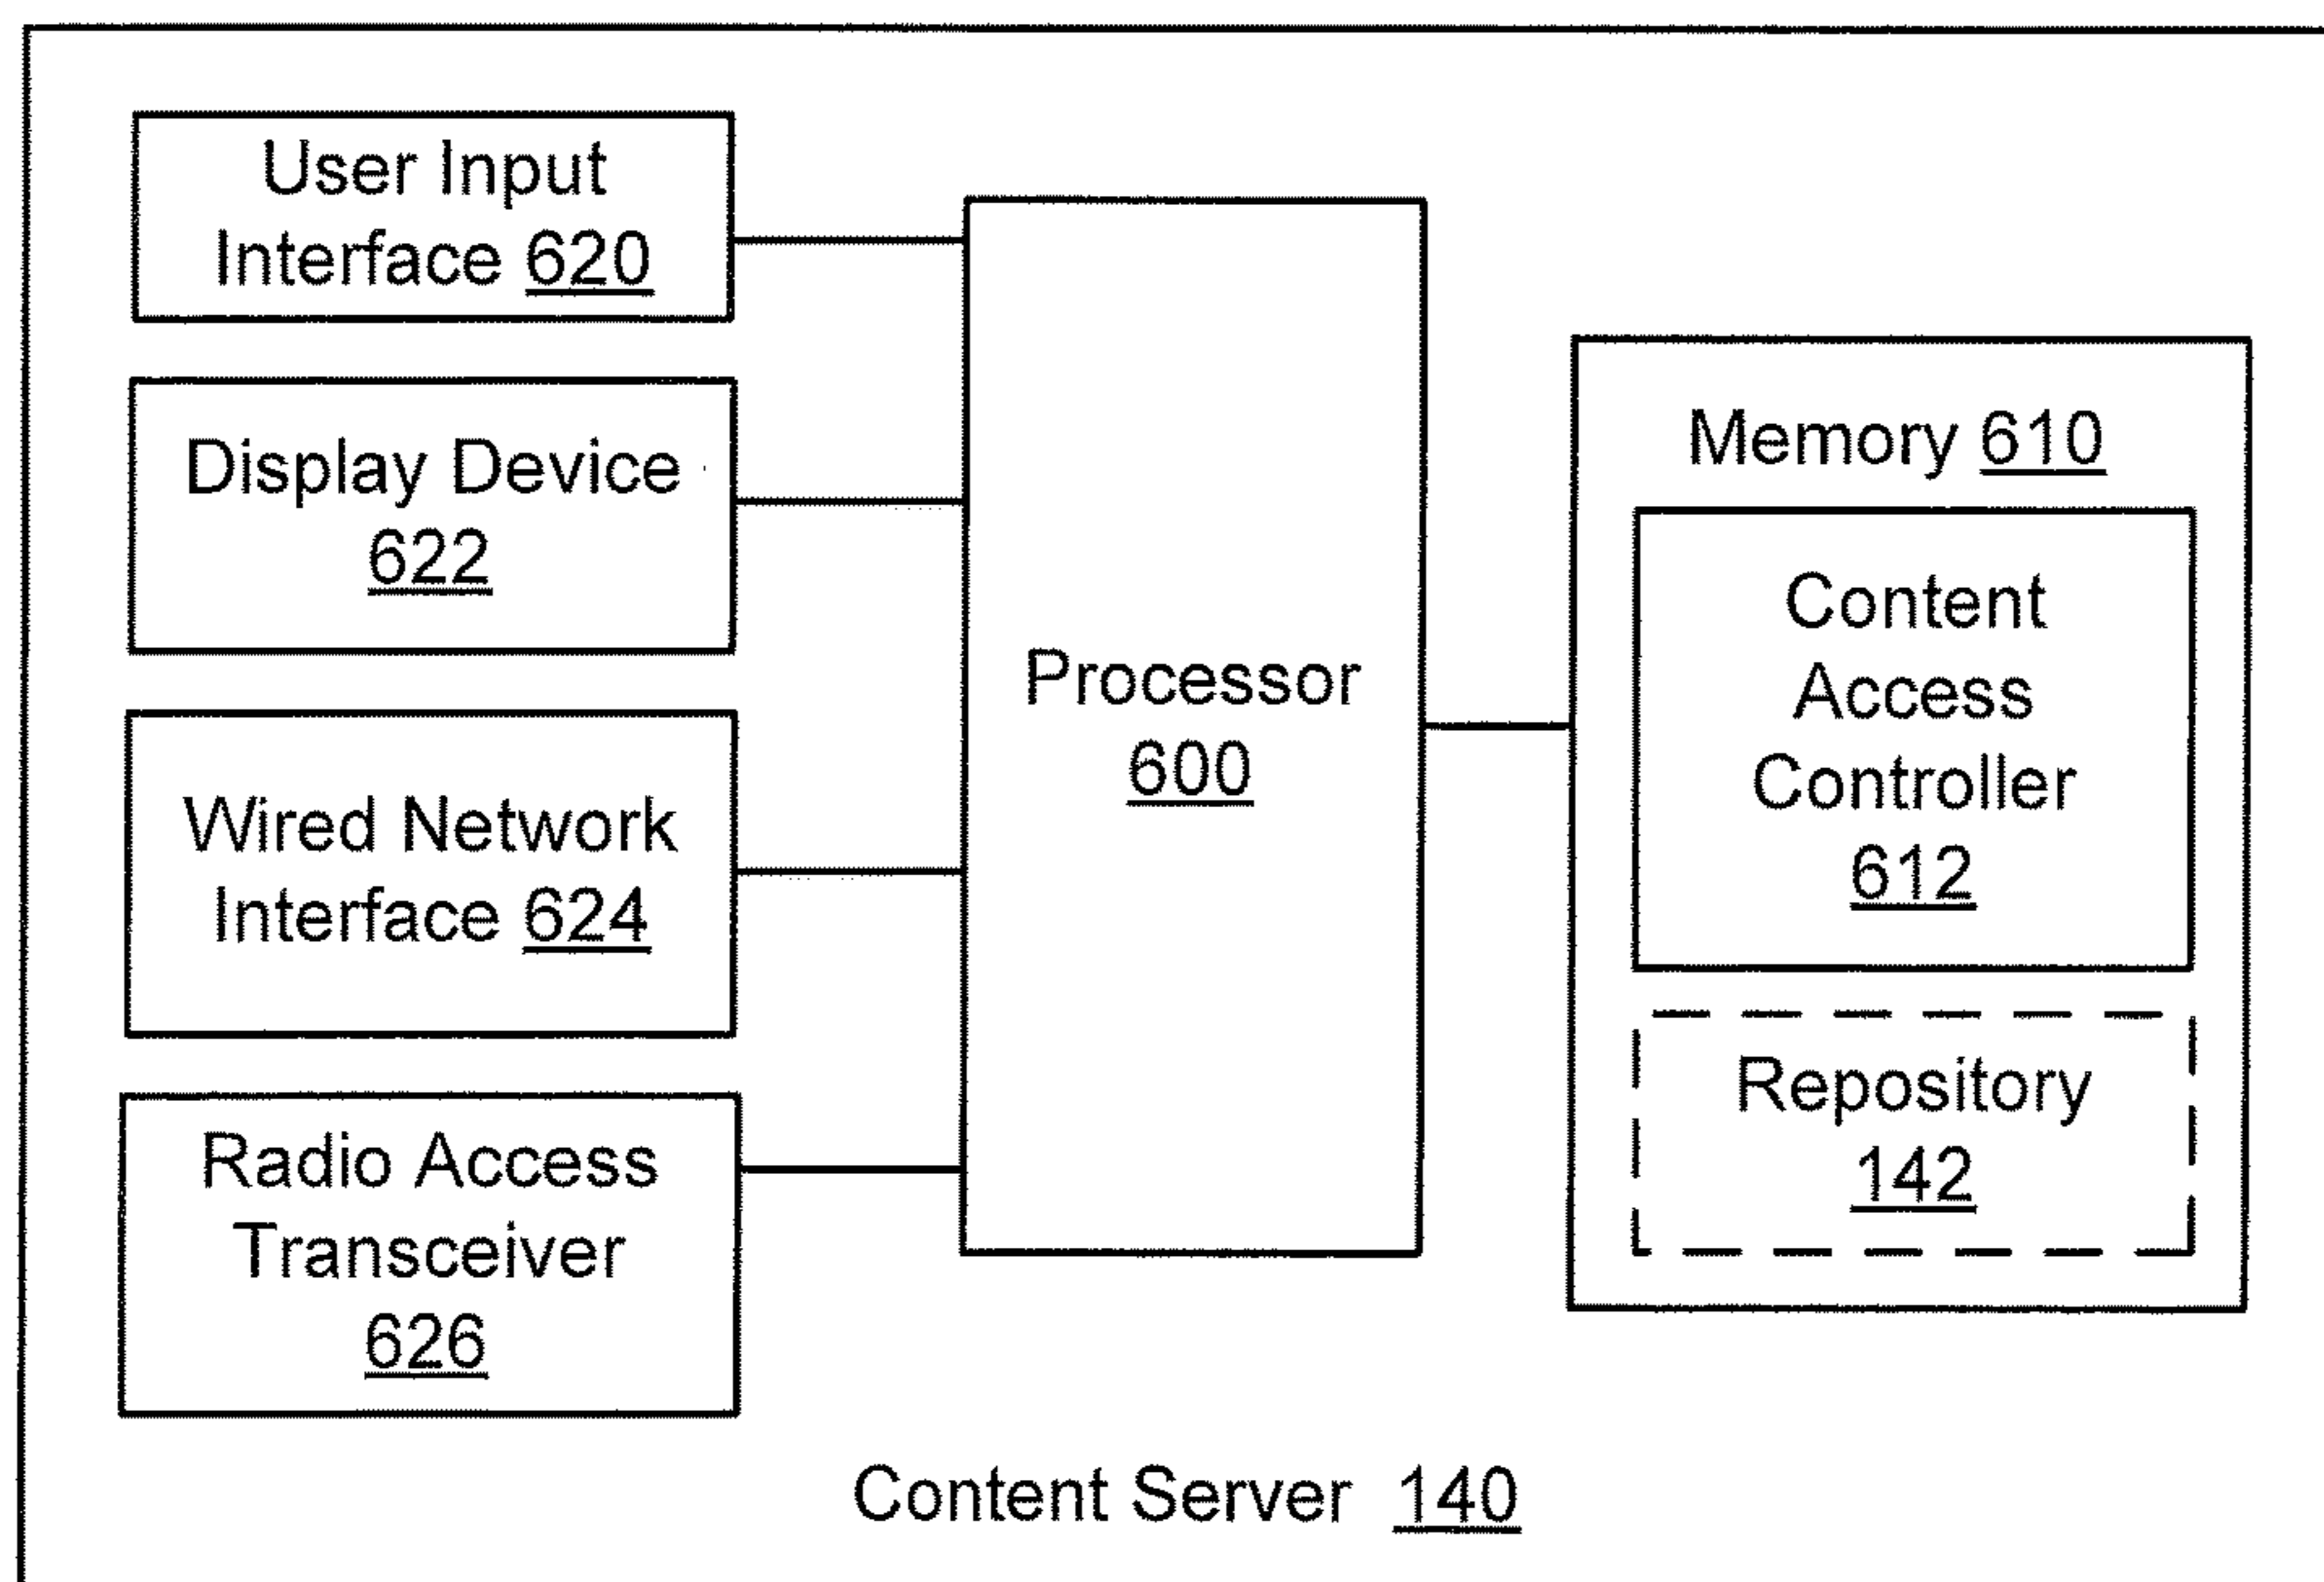 User Input
Interface 620
Display Device
622
Wired Network
Interface 624
Radio Access
Transceiver
626
Processor
600
Memory 610
Content
Access
Controller
612
Repository
142
Content Server 140